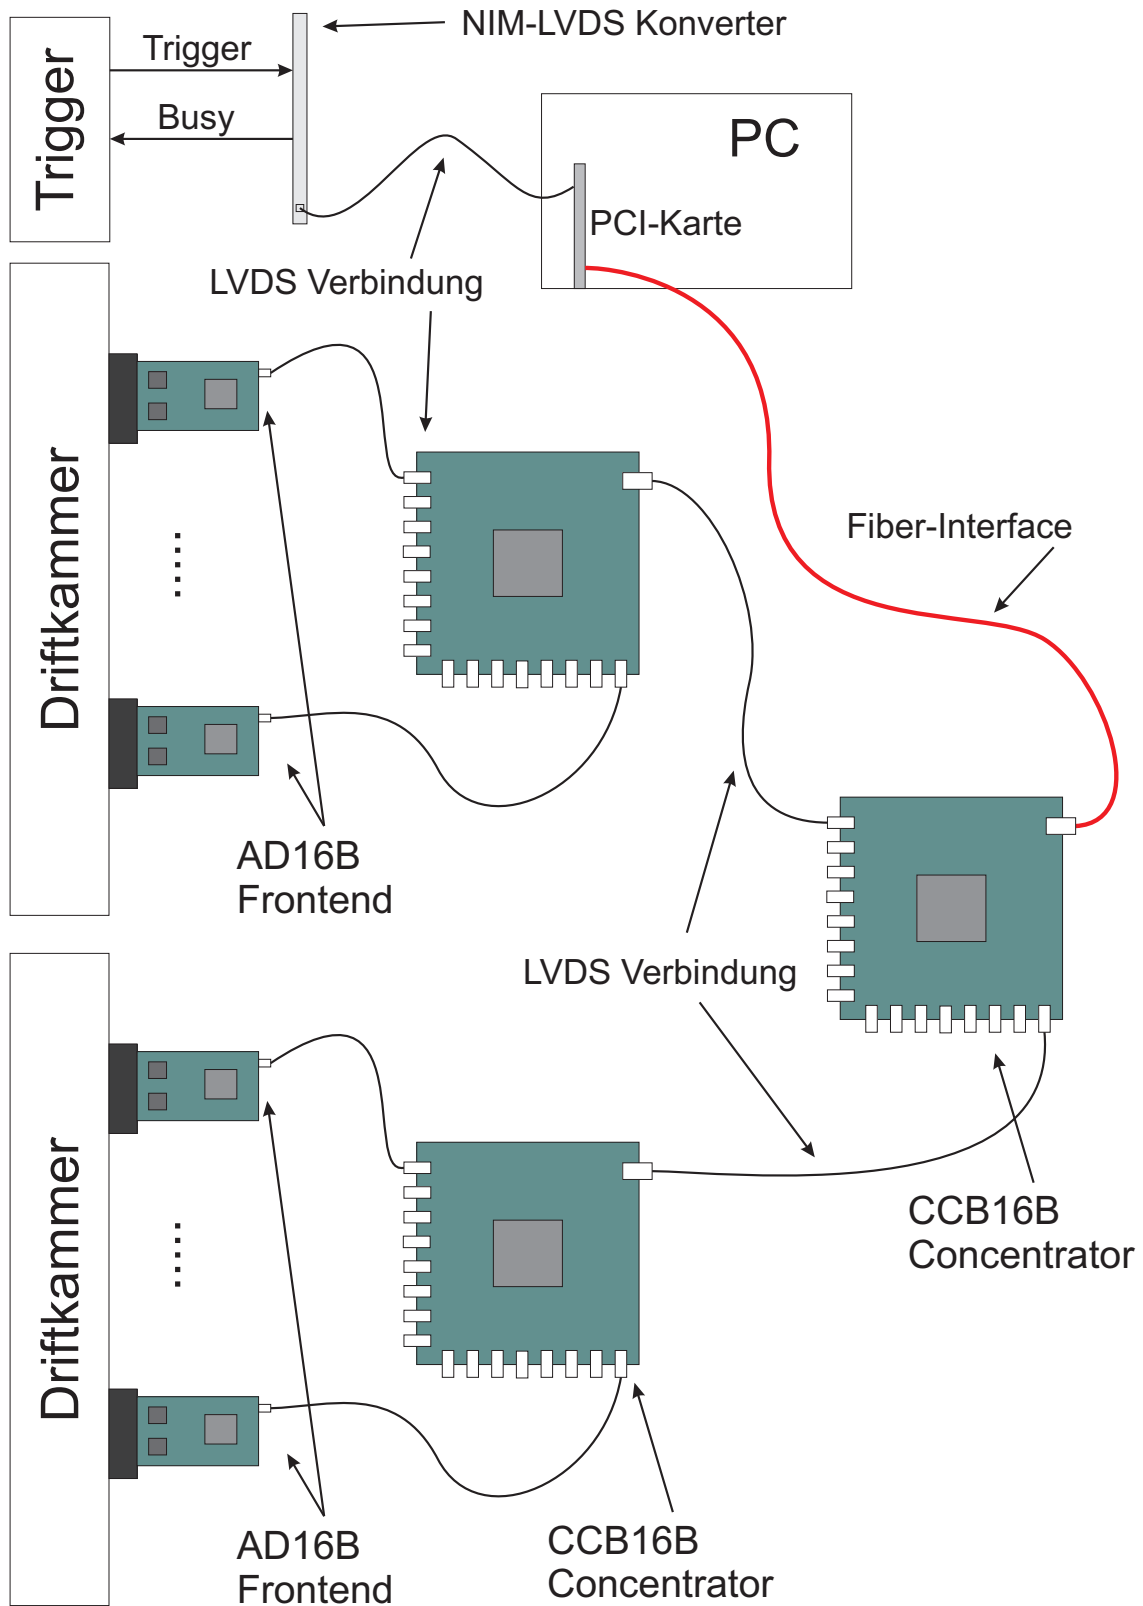 NIM-LVDS Konverter
Trigger
Trigger
Busy
PC
PCI-Karte
LVDS Verbindung
Driftkammer
Fiber-Interface
AD16B
Frontend
LVDS Verbindung
Driftkammer
CCB16B
Concentrator
AD16B
Frontend
CCB16B
Concentrator